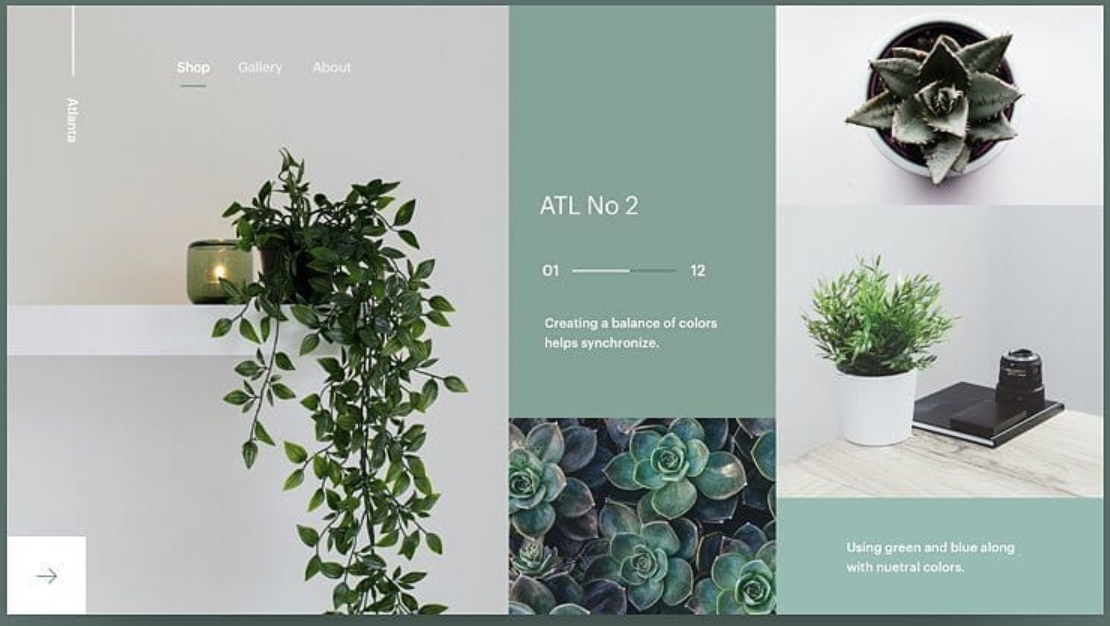 Atlanta
Shop Gallery About
ATL No 2
01 12
Creating a balance of colors
helps synchronize.
Using green and blue along
with nuetral colors.